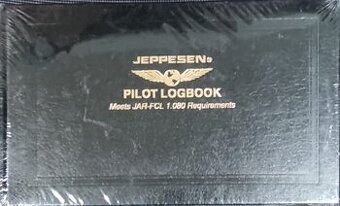 JEPPESEN®
PILOT LOGBOOK
Meets JAR-FCL 1.080 Requirements